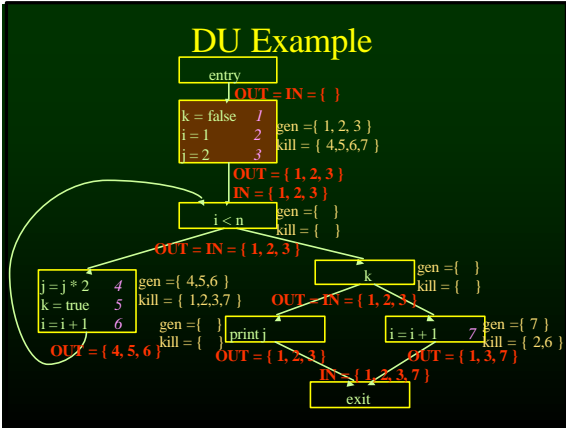 DU Example
entry
OUT = IN = { }
k = false 1
i = 1 2
j = 2 3
gen ={ 1, 2, 3 }
kill = { 4,5,6,7 }
OUT = { 1, 2, 3 }
IN = { 1, 2, 3 }
i < n
gen ={ }
kill = { }
OUT = IN = { 1, 2, 3 }
k
gen ={ }
kill = { }
j = j * 2 4
k = true 5
i = i + 1 6
gen ={ 4,5,6 }
kill = { 1,2,3,7 }
OUT = { 4, 5, 6 }
OUT = IN = { 1, 2, 3 }
gen ={ }
kill = { }
print j
i = i + 1 7
gen ={ 7 }
kill = { 2,6 }
OUT = { 1, 2, 3 }
OUT = { 1, 3, 7 }
IN = { 1, 2, 3, 7 }
exit